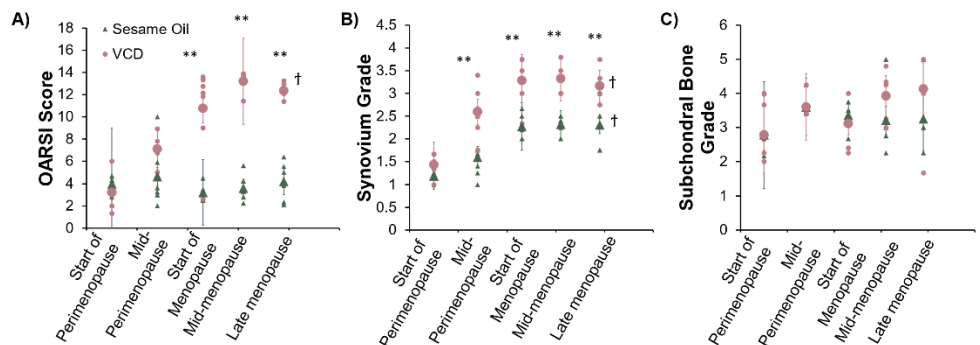 A)
▲ Sesame Oil
● VCD
OARSI Score
18
16
14
12
10
8
6
4
2
0
**
**
**
†
Start of
Perimenopause
Mid-
Perimenopause
Start of
Menopause
Mid-menopause
Late menopause
B)
Synovium Grade
4.5
4
3.5
3
2.5
2
1.5
1
0.5
0
**
**
**
**
†
†
Start of
Perimenopause
Mid-
Perimenopause
Start of
Menopause
Mid-menopause
Late menopause
C)
Subchondral Bone
Grade
6
5
4
3
2
1
0
Start of
Perimenopause
Mid-
Perimenopause
Start of
Menopause
Mid-menopause
Late menopause